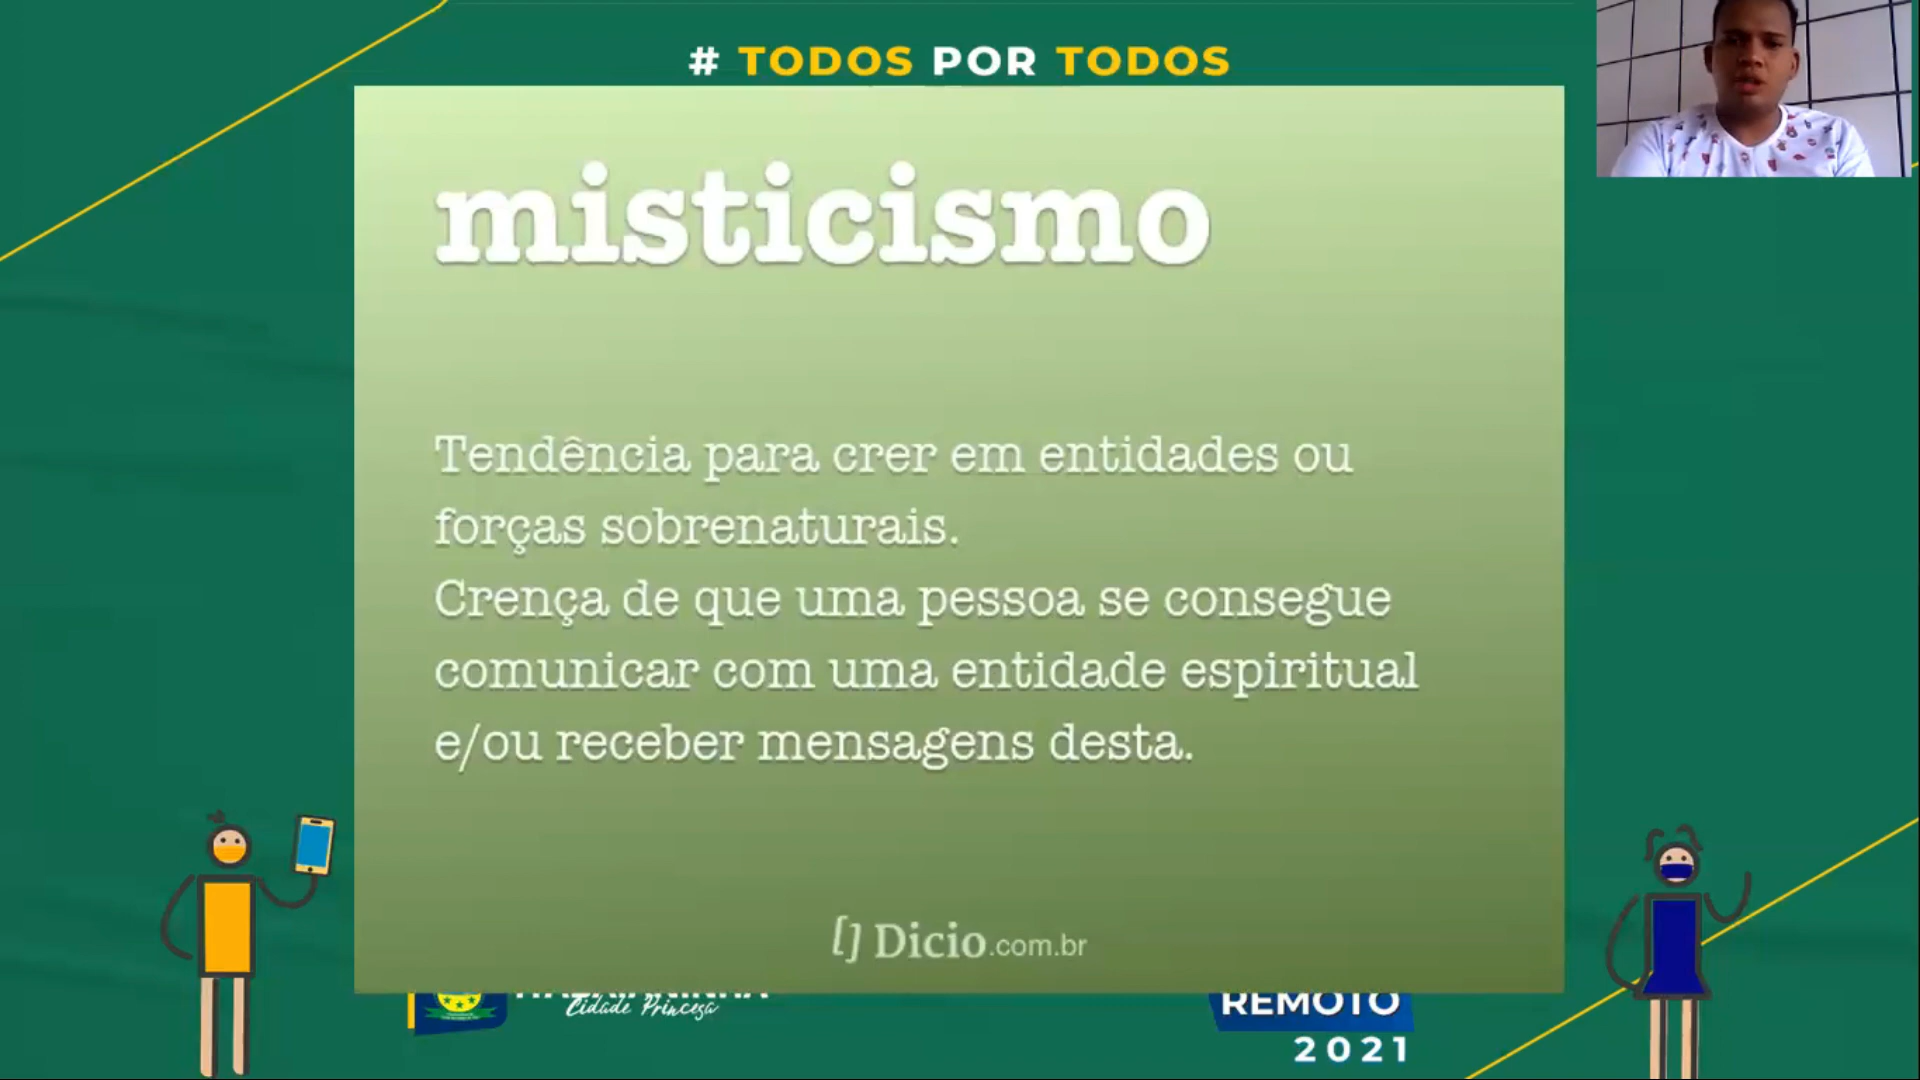 # TODOS POR TODOS
misticismo
Tendência para crer em entidades ou
forças sobrenaturais.
Crença de que uma pessoa se consegue
comunicar com uma entidade espiritual
e/ou receber mensagens desta.
[] Dicio.com.br
Cidade Princesa
REMOTO
2021